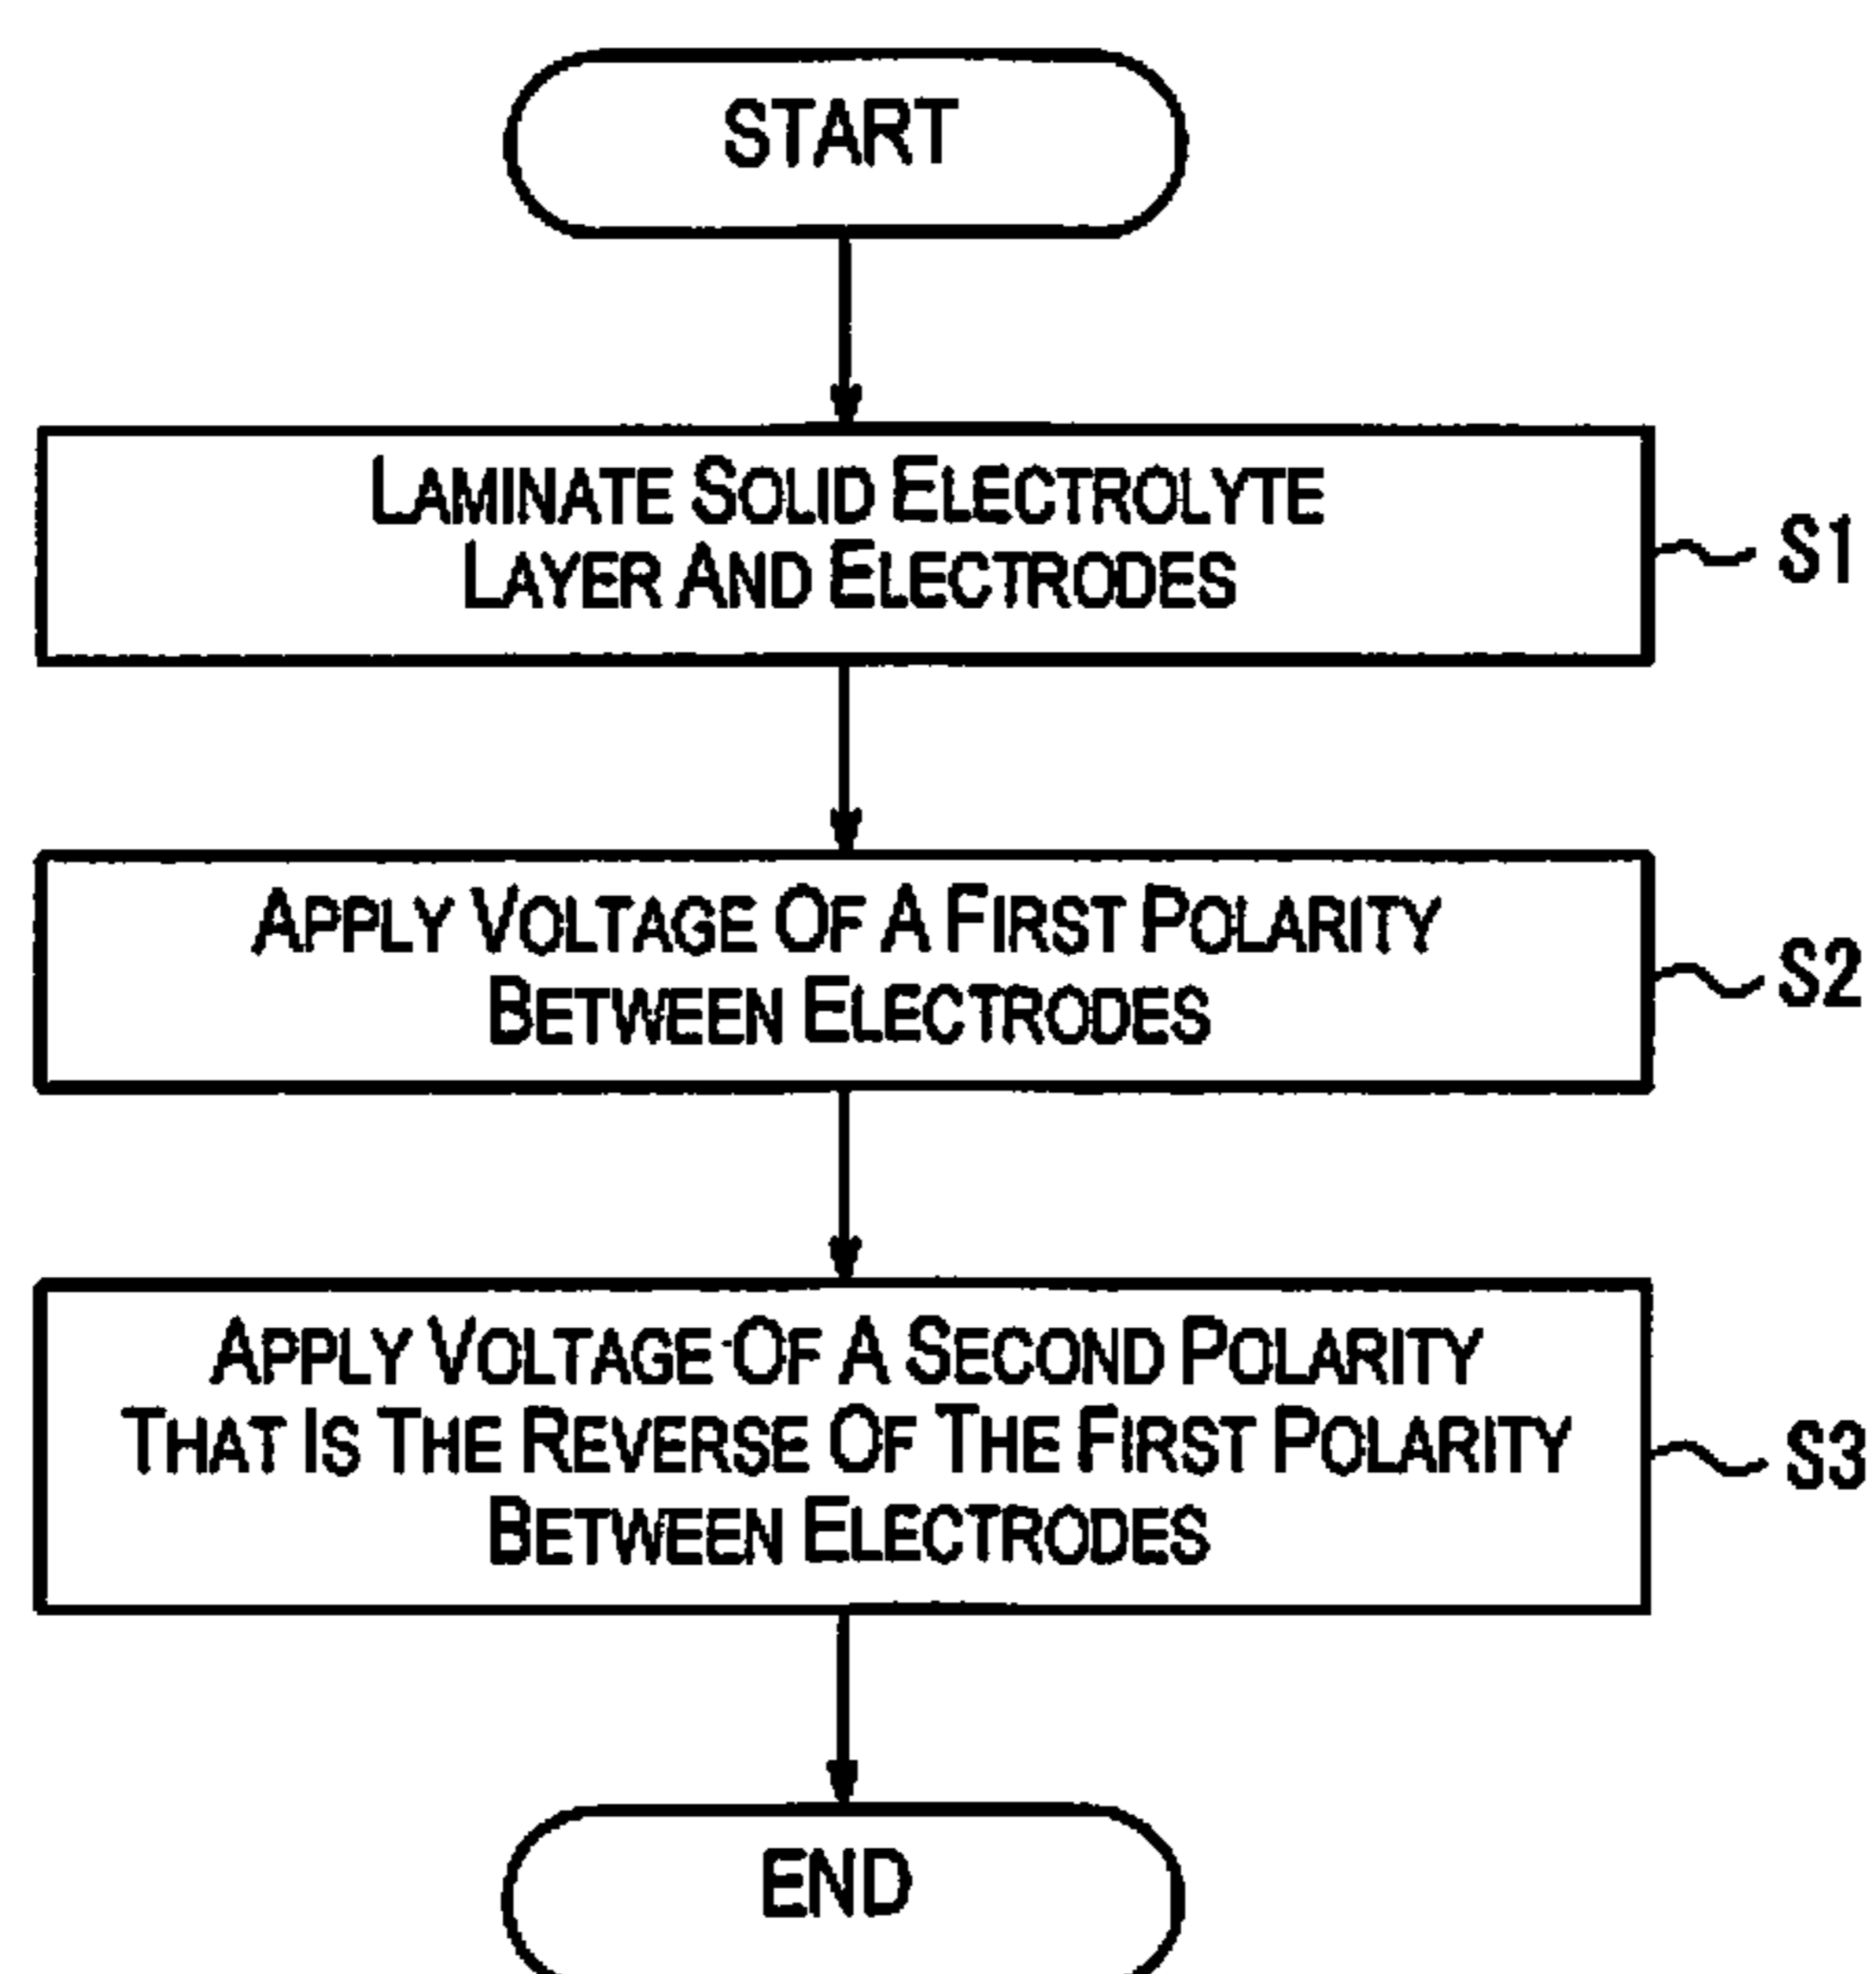 START
LAMINATE SOLID ELECTROLYTE
LAYER AND ELECTRODES
S1
APPLY VOLTAGE OF A FIRST POLARITY
BETWEEN ELECTRODES
S2
APPLY VOLTAGE OF A SECOND POLARITY
THAT IS THE REVERSE OF THE FIRST POLARITY
BETWEEN ELECTRODES
S3
END